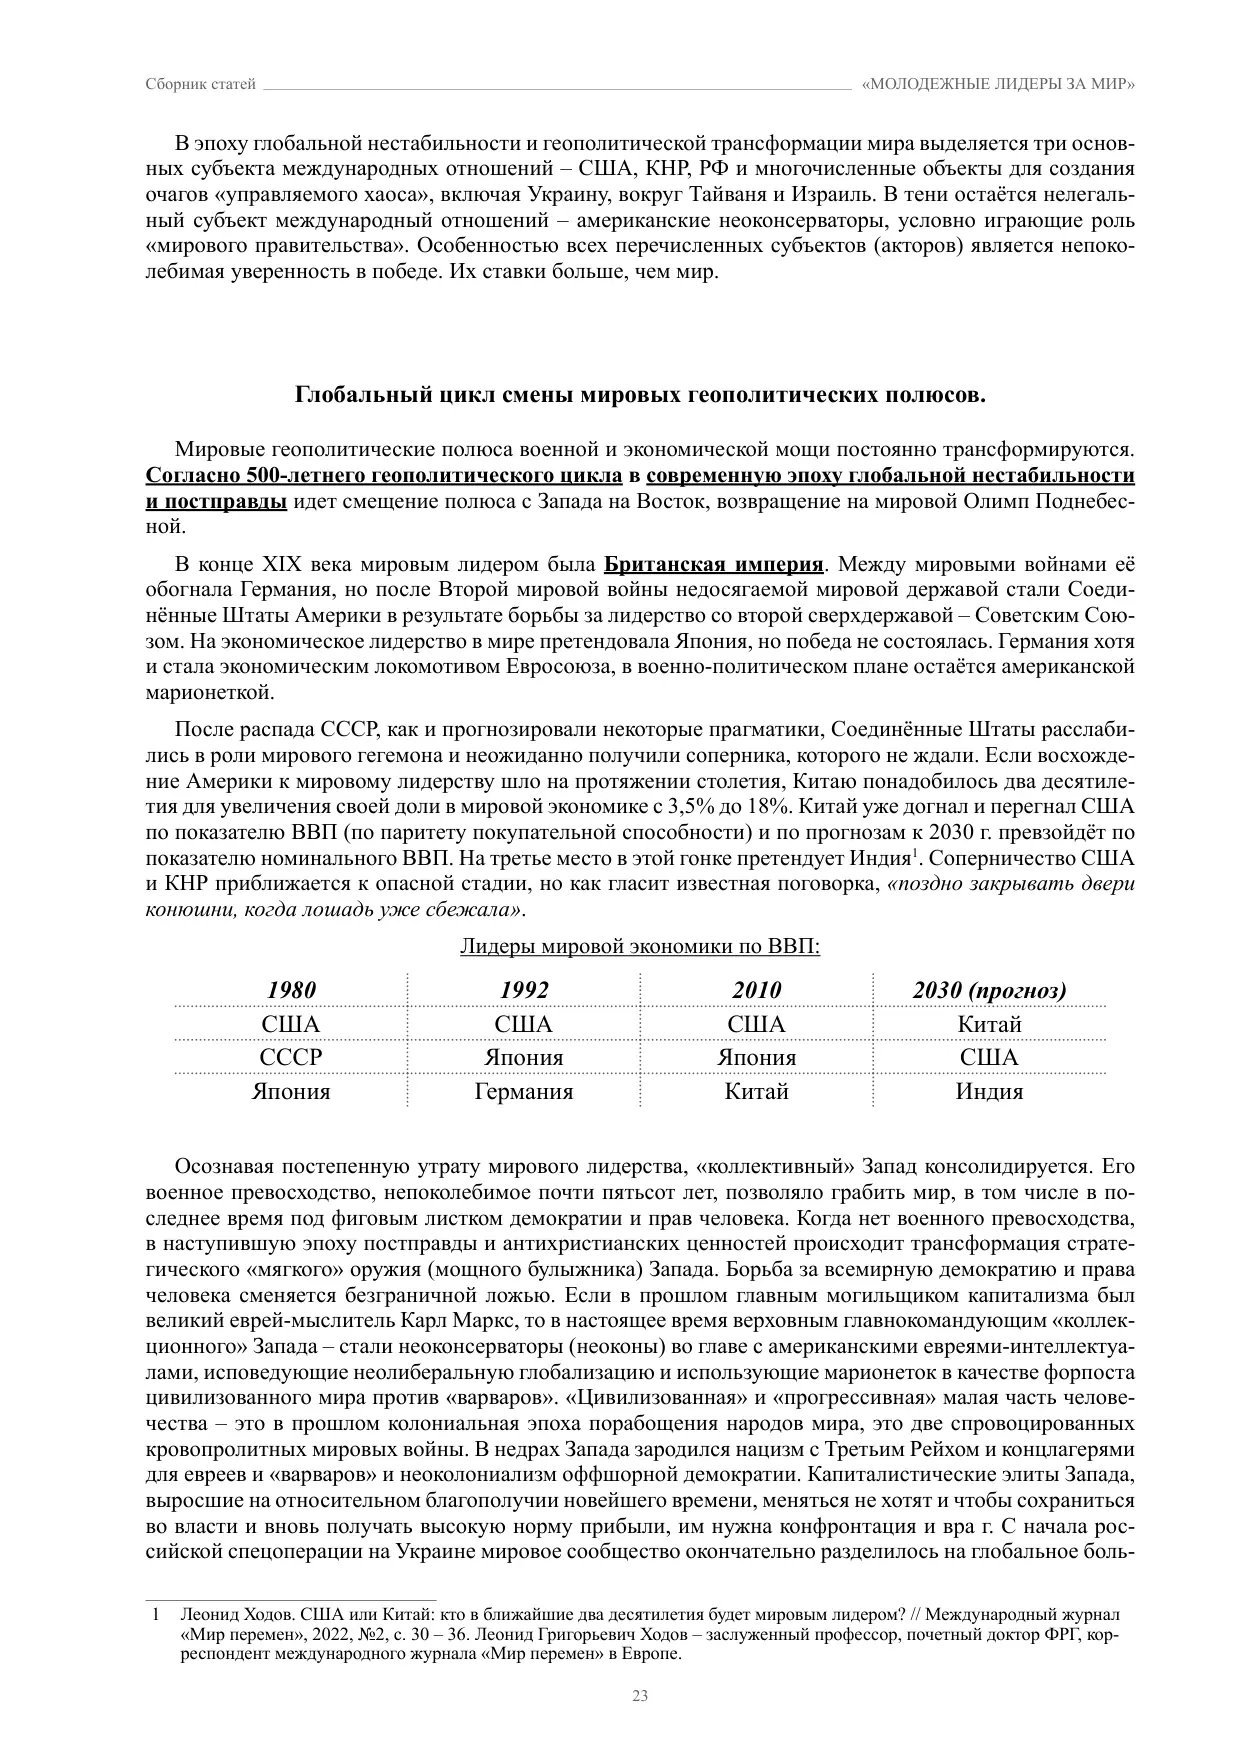 Сборник статей «МОЛОДЕЖНЫЕ ЛИДЕРЫ ЗА МИР»
В эпоху глобальной нестабильности и геополитической трансформации мира выделяется три основ-
ных субъекта международных отношений – США, КНР, РФ и многочисленные объекты для создания
очагов «управляемого хаоса», включая Украину, вокруг Тайваня и Израиль. В тени остаётся нелегаль-
ный субъект международный отношений – американские неоконсерваторы, условно играющие роль
«мирового правительства». Особенностью всех перечисленных субъектов (акторов) является непоко-
лебимая уверенность в победе. Их ставки больше, чем мир.
Глобальный цикл смены мировых геополитических полюсов.
Мировые геополитические полюса военной и экономической мощи постоянно трансформируются.
Согласно 500-летнего геополитического цикла в современную эпоху глобальной нестабильности
и постправды идет смещение полюса с Запада на Восток, возвращение на мировой Олимп Поднебес-
ной.
В конце XIX века мировым лидером была Британская империя. Между мировыми войнами её
обогнала Германия, но после Второй мировой войны недосягаемой мировой державой стали Соеди-
нённые Штаты Америки в результате борьбы за лидерство со второй сверхдержавой – Советским Сою-
зом. На экономическое лидерство в мире претендовала Япония, но победа не состоялась. Германия хотя
и стала экономическим локомотивом Евросоюза, в военно-политическом плане остаётся американской
марионеткой.
После распада СССР, как и прогнозировали некоторые прагматики, Соединённые Штаты расслаби-
лись в роли мирового гегемона и неожиданно получили соперника, которого не ждали. Если восхожде-
ние Америки к мировому лидерству шло на протяжении столетия, Китаю понадобилось два десятиле-
тия для увеличения своей доли в мировой экономике с 3,5% до 18%. Китай уже догнал и перегнал США
по показателю ВВП (по паритету покупательной способности) и по прогнозам к 2030 г. превзойдёт по
показателю номинального ВВП. На третье место в этой гонке претендует Индия1. Соперничество США
и КНР приближается к опасной стадии, но как гласит известная поговорка, «поздно закрывать двери
конюшни, когда лошадь уже сбежала».
Лидеры мировой экономики по ВВП:
1980 1992 2010 2030 (прогноз)
США США США Китай
СССР Япония Япония США
Япония Германия Китай Индия
Осознавая постепенную утрату мирового лидерства, «коллективный» Запад консолидируется. Его
военное превосходство, непоколебимое почти пятьсот лет, позволяло грабить мир, в том числе в по-
следнее время под фиговым листком демократии и прав человека. Когда нет военного превосходства,
в наступившую эпоху постправды и антихристианских ценностей происходит трансформация страте-
гического «мягкого» оружия (мощного булыжника) Запада. Борьба за всемирную демократию и права
человека сменяется безграничной ложью. Если в прошлом главным могильщиком капитализма был
великий еврей-мыслитель Карл Маркс, то в настоящее время верховным главнокомандующим «коллек-
ционного» Запада – стали неоконсерваторы (неоконы) во главе с американскими евреями-интеллектуа-
лами, исповедующие неолиберальную глобализацию и использующие марионеток в качестве форпоста
цивилизованного мира против «варваров». «Цивилизованная» и «прогрессивная» малая часть челове-
чества – это в прошлом колониальная эпоха порабощения народов мира, это две спровоцированных
кровопролитных мировых войны. В недрах Запада зародился нацизм с Третьим Рейхом и концлагерями
для евреев и «варваров» и неоколониализм оффшорной демократии. Капиталистические элиты Запада,
выросшие на относительном благополучии новейшего времени, меняться не хотят и чтобы сохраниться
во власти и вновь получать высокую норму прибыли, им нужна конфронтация и вра г. С начала рос-
сийской спецоперации на Украине мировое сообщество окончательно разделилось на глобальное боль-
1 Леонид Ходов. США или Китай: кто в ближайшие два десятилетия будет мировым лидером? // Международный журнал
«Мир перемен», 2022, №2, с. 30 – 36. Леонид Григорьевич Ходов – заслуженный профессор, почетный доктор ФРГ, кор-
респондент международного журнала «Мир перемен» в Европе.
23